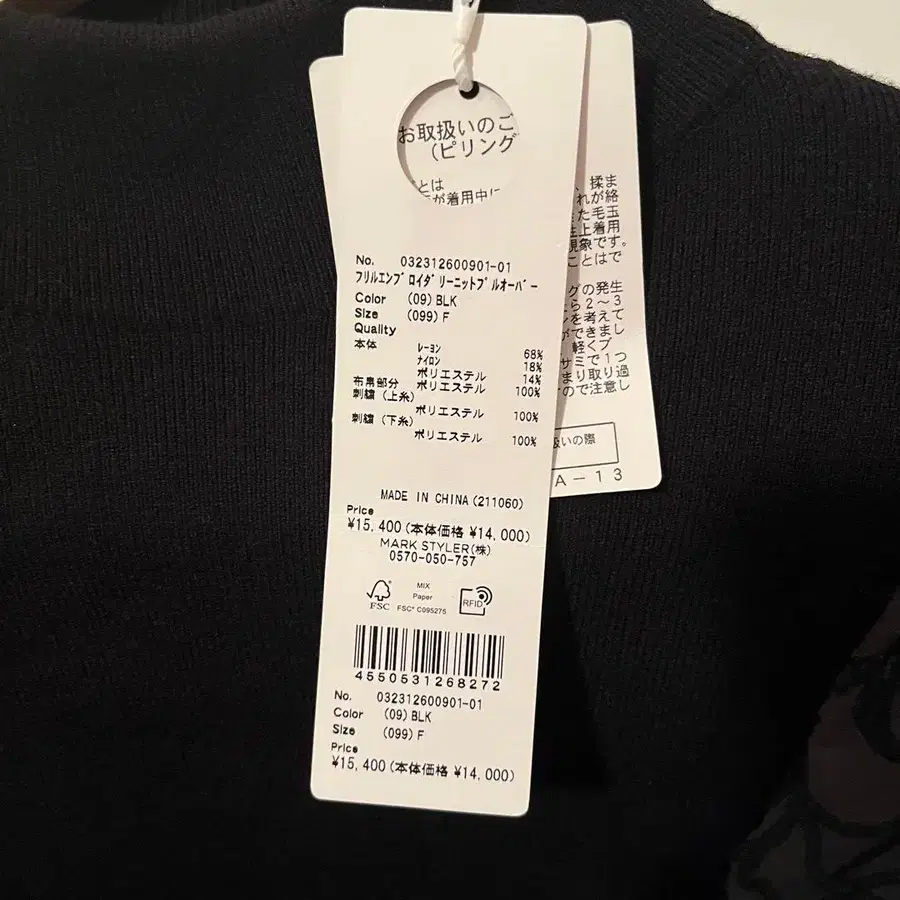 お取扱いのご
(ピリング
とは
が着用中に
No. 032312600901-01
フリルエンブロイダリーニットプルオーバー
Color (09) BLK
Size (099) F
Quality
本体 レーヨン 68%
ナイロン 18%
ポリエステル 14%
布帛部分 ポリエステル 100%
刺繍(上糸)
ポリエステル 100%
刺繍(下糸)
ポリエステル 100%
MADE IN CHINA (211060)
Price
¥15,400 (本体価格 ¥14,000)
MARK STYLER(株)
0570-050-757
FSC
MIX
Paper
FSC® C095275
RFID
4550531268272
No. 032312600901-01
Color (09) BLK
Size (099) F
Price
¥15,400 (本体価格 ¥14,000)
、揉ま
れが絡
た毛玉
上着用
現象です。
ことはで
グの発生
ら2～3
を考えて
ができまし
軽くブ
サミで1つ
まり取り過
ので注意し
扱いの際
A-13